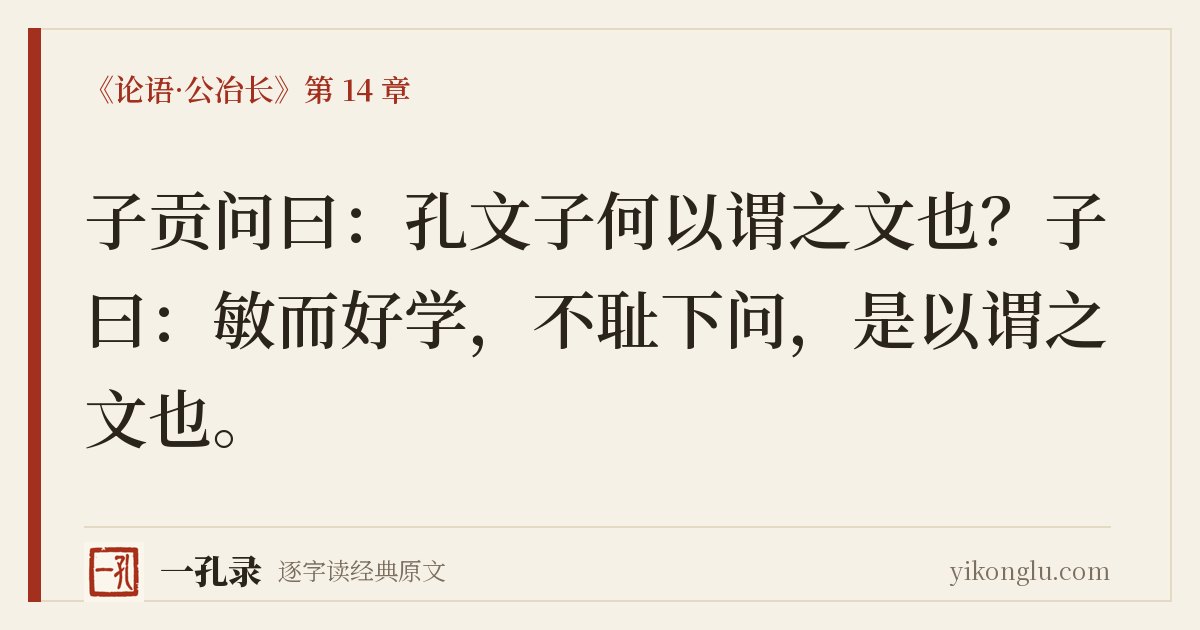 《论语·公冶长》第 14 章
子贡问曰：孔文子何以谓之文也？子
曰：敏而好学，不耻下问，是以谓之
文也。
一孔
一孔录 逐字读经典原文
yikonglu.com